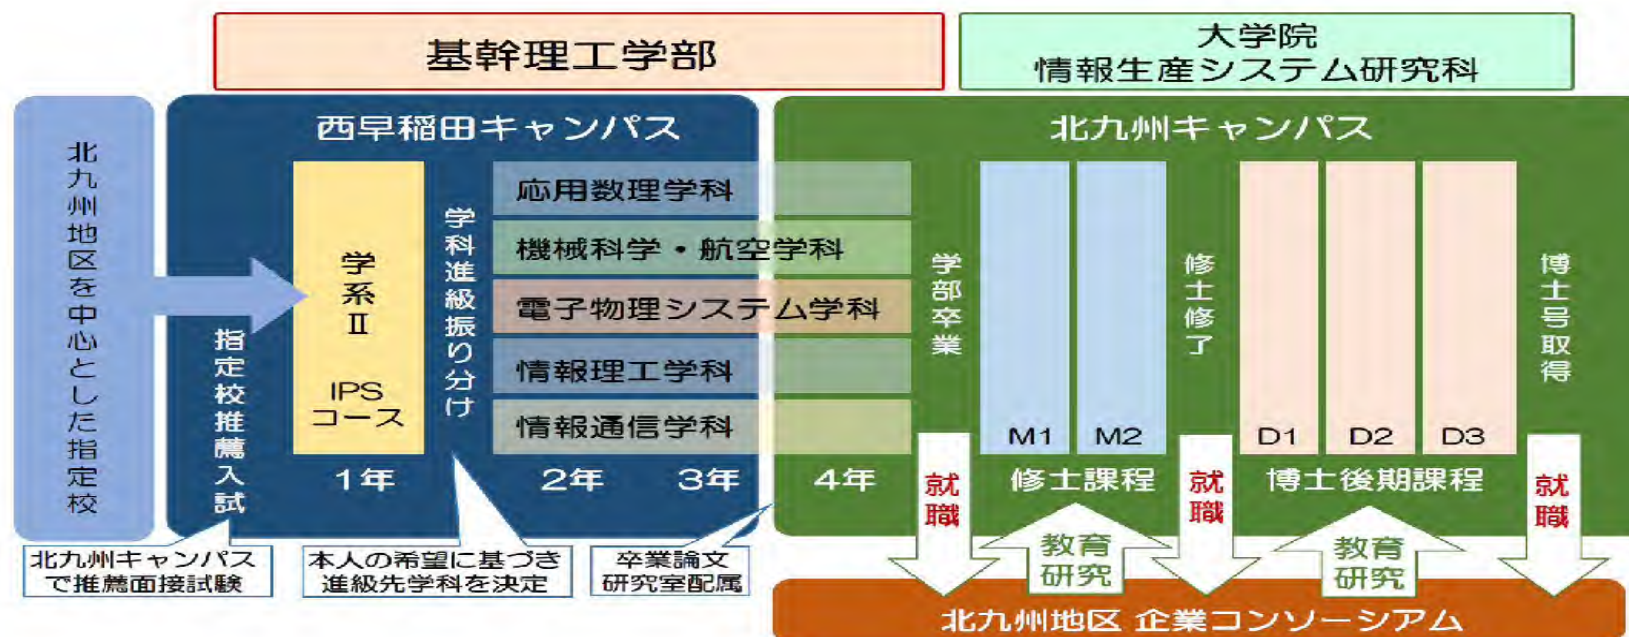 基幹理工学部
大学院
情報生産システム研究科
北九州地区を中心とした指定校
西早稲田キャンパス
指定校推薦入試
学系Ⅱ
IPS
コース
学科進級振り分け
応用数理学科
機械科学・航空学科
電子物理システム学科
情報理工学科
情報通信学科
1年
2年
3年
北九州キャンパス
4年
学部卒業
就職
M1
M2
修士課程
修士修了
就職
D1
D2
D3
博士後期課程
博士号取得
就職
北九州キャンパス
で推薦面接試験
本人の希望に基づき
進級先学科を決定
卒業論文
研究室配属
教育
研究
教育
研究
北九州地区 企業コンソーシアム